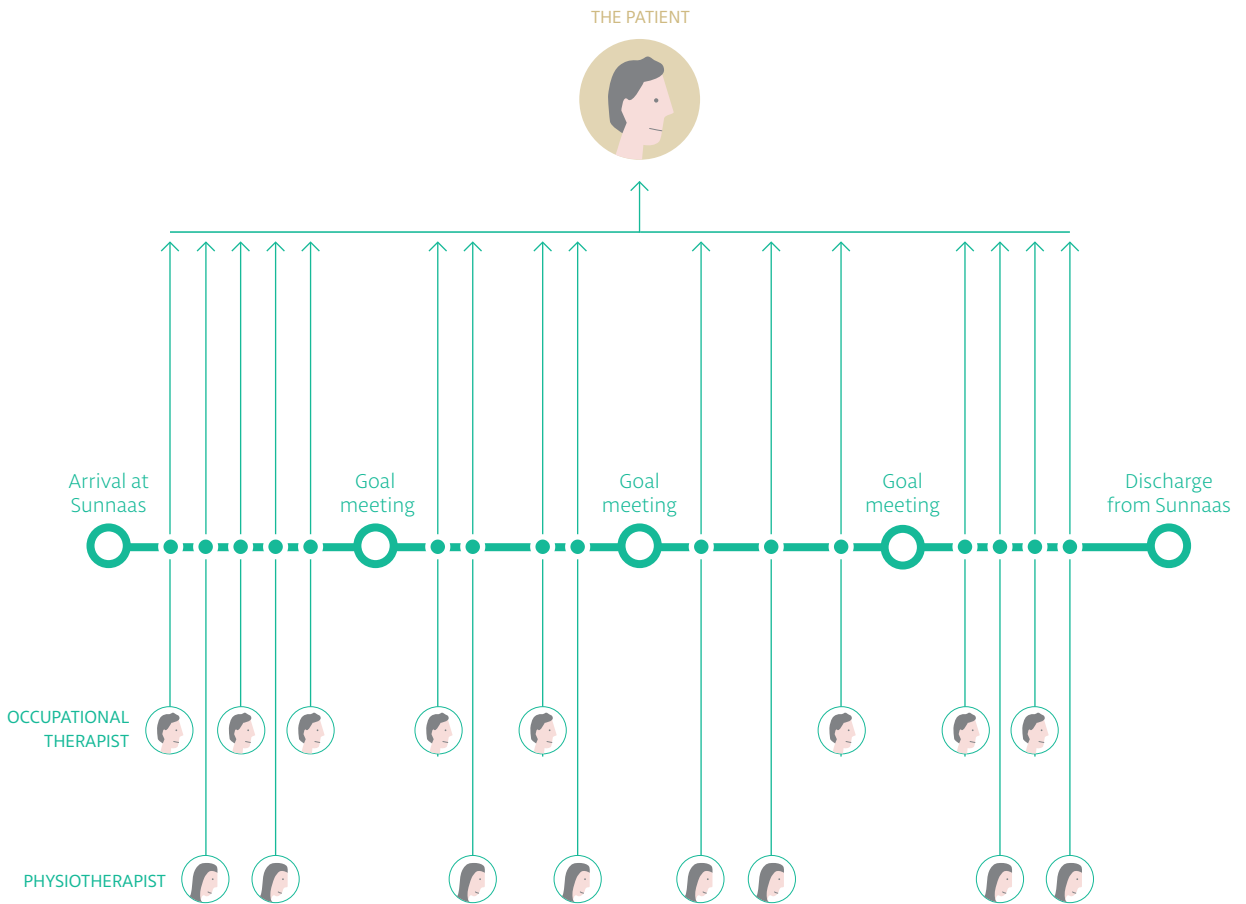 THE PATIENT
Arrival at
Sunnaas
Goal
meeting
Goal
meeting
Goal
meeting
Discharge
from Sunnaas
OCCUPATIONAL
THERAPIST
PHYSIOTHERAPIST